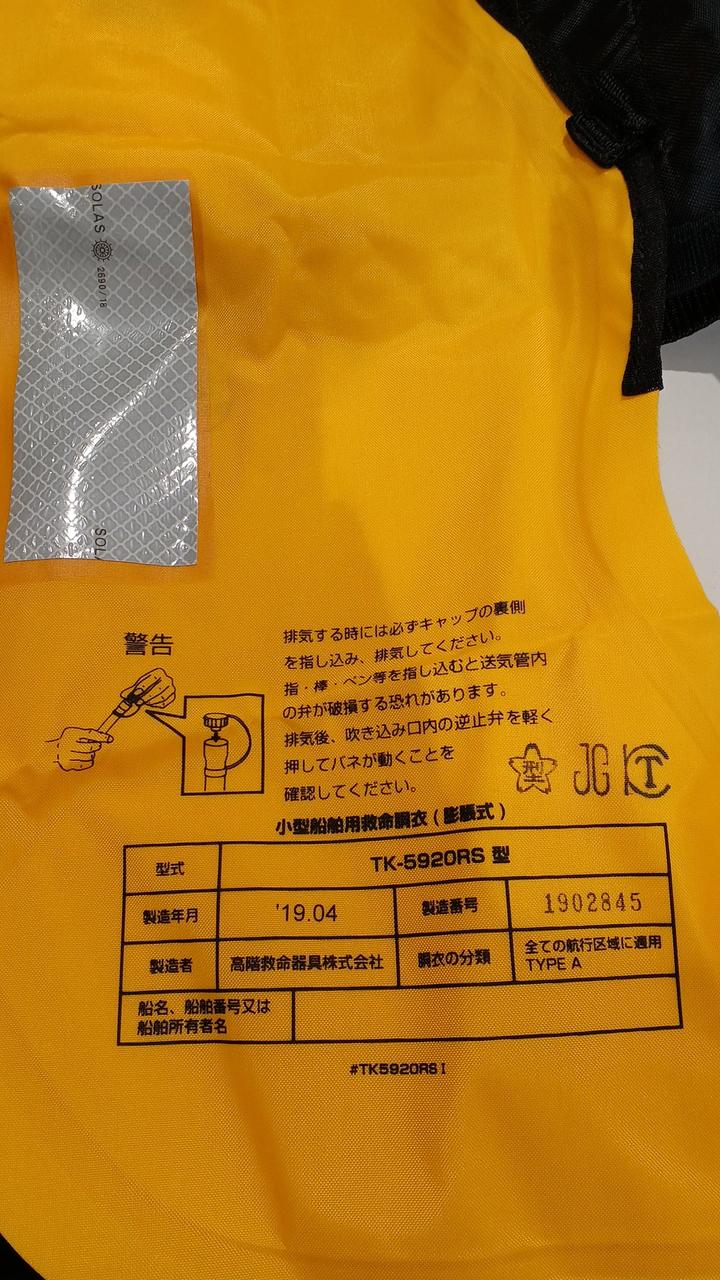 SOLAS
2690/18
SOL
警告
排気する時には必ずキャップの裏側
を指し込み、排気してください。
指・棒・ペン等を指し込むと送気管内
の弁が破損する恐れがあります。
排気後、吹き込み口内の逆止弁を軽く
押してバネが動くことを
確認してください。
型 JG
小型船舶用救命胴衣(膨脹式)
型式 TK-5920RS 型
製造年月 '19.04 製造番号 1902845
製造者 高階救命器具株式会社 胴衣の分類 全ての航行区域に適用
TYPE A
船名、船舶番号又は
船舶所有者名
#TK5920RS I